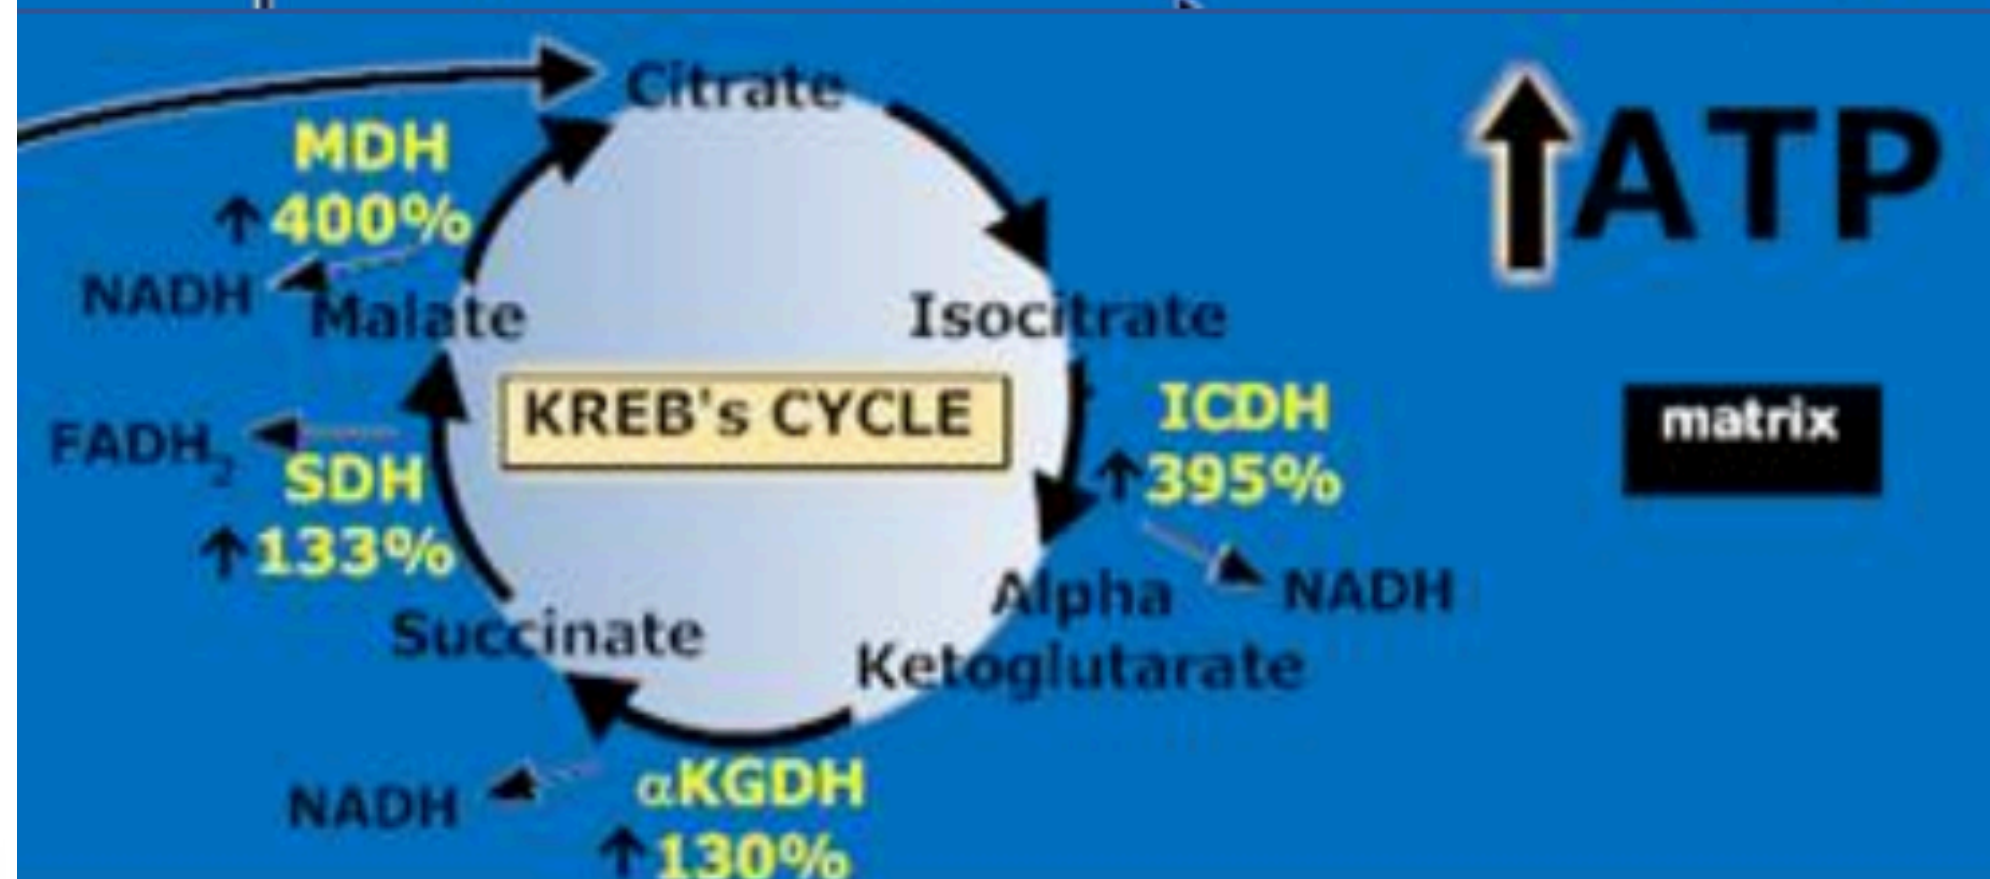 Citrate
MDH
↑400%
NADH
Malate
Isocitrate
KREB's CYCLE
FADH₂
SDH
↑133%
ICDH
↑395%
Alpha
Ketoglutarate
NADH
Succinate
NADH
αKGDH
↑130%
↑ATP
matrix